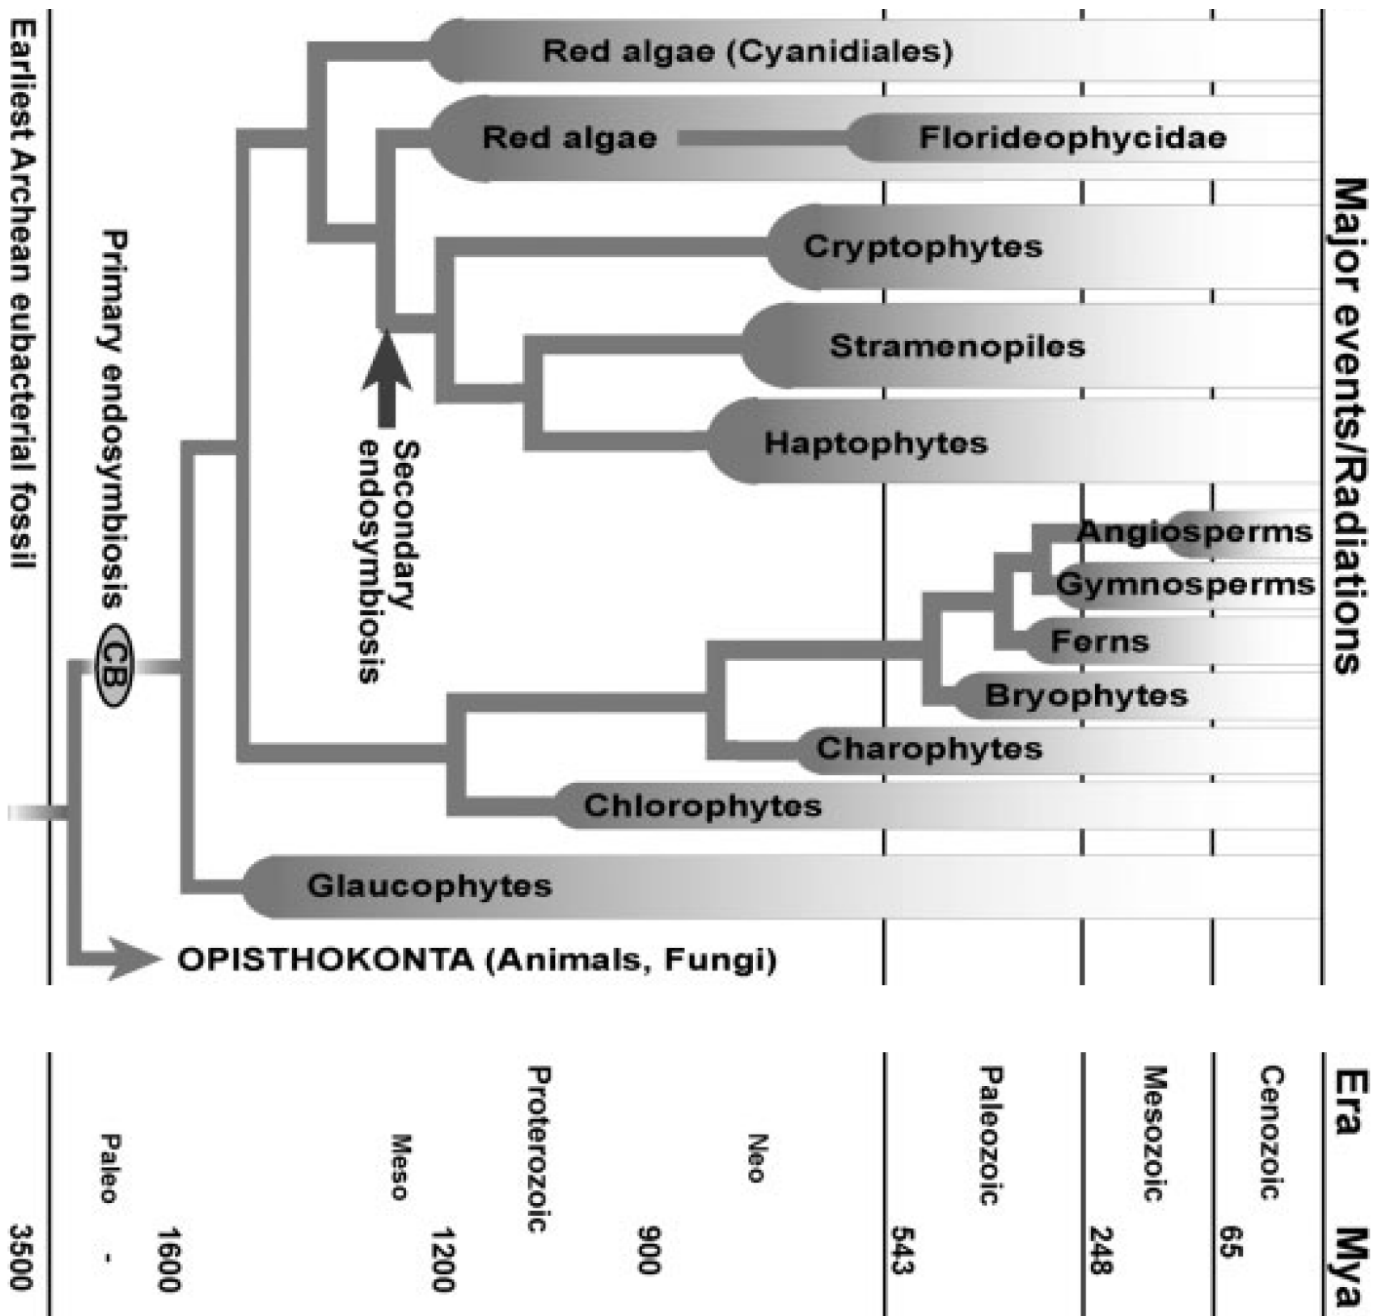 Red algae (Cyanidiales)
Red algae
Florideophycidae
Cryptophytes
Stramenopiles
Haptophytes
Angiosperms
Gymnosperms
Ferns
Bryophytes
Charophytes
Chlorophytes
Glaucophytes
OPISTHOKONTA (Animals, Fungi)
Earliest Archean eubacterial fossil
Primary endosymbiosis
CB
Secondary
endosymbiosis
Major events/Radiations
Era
Mya
Cenozoic
Mesozoic
Paleozoic
Proterozoic
Neo
Meso
Paleo -
65
248
543
900
1200
1600
3500